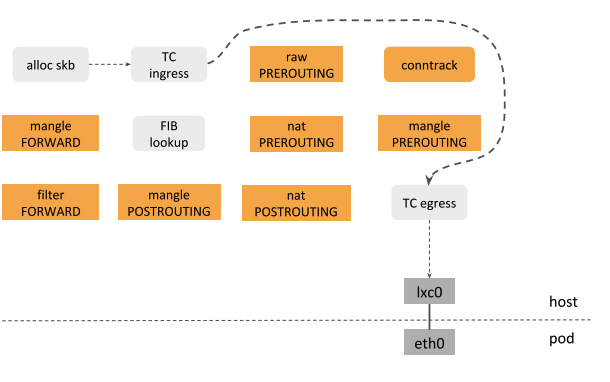 alloc skb
TC
ingress
raw
PREROUTING
conntrack
mangle
FORWARD
FIB
lookup
nat
PREROUTING
mangle
PREROUTING
filter
FORWARD
mangle
POSTROUTING
nat
POSTROUTING
TC egress
lxc0
host
eth0
pod